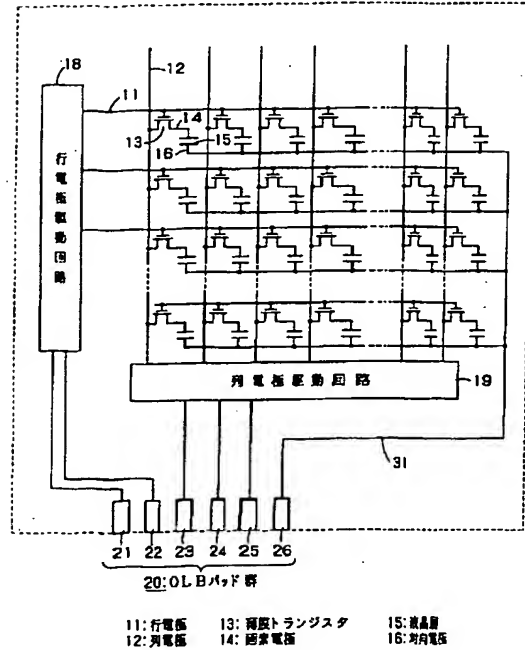 18
11
12
13
14
15
16
行電極駆動回路
列電極駆動回路
19
31
21
22
23
24
25
26
20:OLBパッド群
11:行電極
13:薄膜トランジスタ
15:液晶層
12:列電極
14:画素電極
16:対向電極